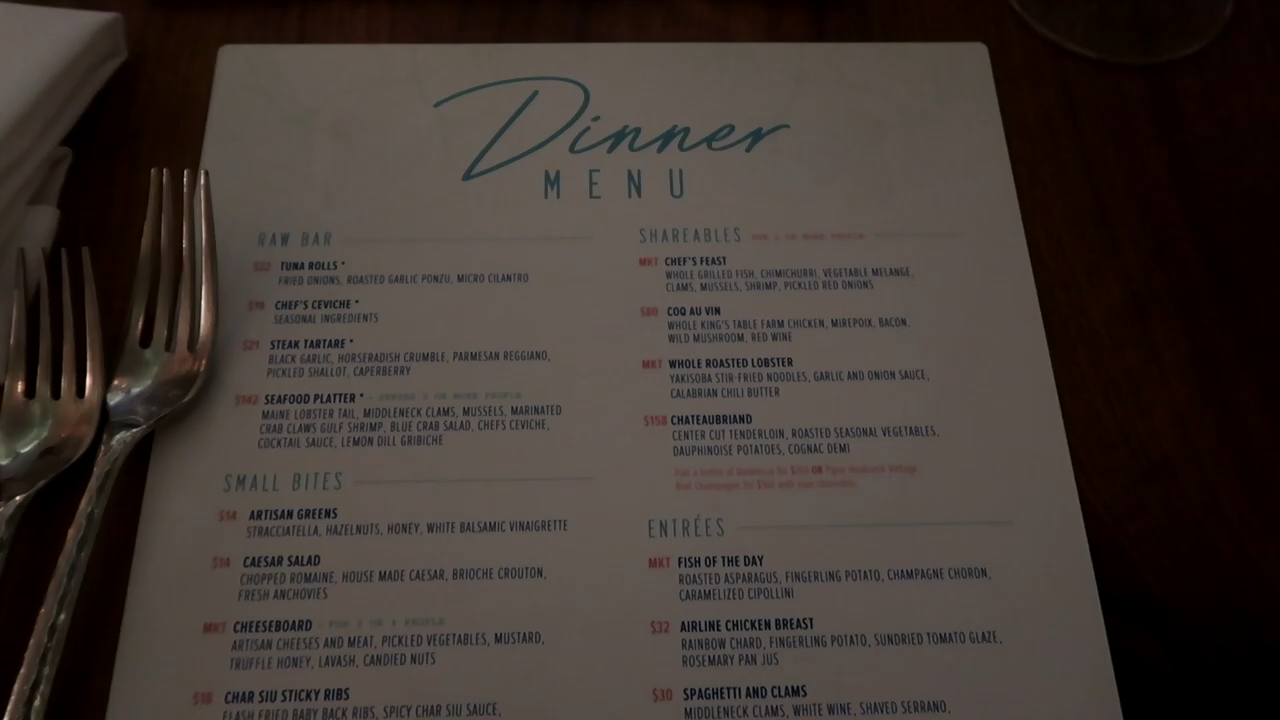 Dinner
MENU
RAW BAR
TUNA ROLLS *
FRIED ONIONS, ROASTED GARLIC PONZU, MICRO CILANTRO
CHEF'S CEVICHE *
SEASONAL INGREDIENTS
$21 STEAK TARTARE *
BLACK GARLIC, HORSERADISH CRUMBLE, PARMESAN REGGIANO,
PICKLED SHALLOT, CAPERBERRY
$142 SEAFOOD PLATTER *
MAINE LOBSTER TAIL, MIDDLENECK CLAMS, MUSSELS, MARINATED
CRAB CLAWS GULF SHRIMP, BLUE CRAB SALAD, CHEFS CEVICHE,
COCKTAIL SAUCE, LEMON DILL GRIBICHE
SMALL BITES
$14 ARTISAN GREENS
STRACCIATELLA, HAZELNUTS, HONEY, WHITE BALSAMIC VINAIGRETTE
$14 CAESAR SALAD
CHOPPED ROMAINE, HOUSE MADE CAESAR, BRIOCHE CROUTON,
FRESH ANCHOVIES
MKT CHEESEBOARD
ARTISAN CHEESES AND MEAT, PICKLED VEGETABLES, MUSTARD,
TRUFFLE HONEY, LAVASH, CANDIED NUTS
$18 CHAR SIU STICKY RIBS
FLASH FRIED BABY BACK RIBS, SPICY CHAR SIU SAUCE,
SHAREABLES
MKT CHEF'S FEAST
WHOLE GRILLED FISH, CHIMICHURRI, VEGETABLE MELANGE,
CLAMS, MUSSELS, SHRIMP, PICKLED RED ONIONS
$80 COQ AU VIN
WHOLE KING'S TABLE FARM CHICKEN, MIREPOIX, BACON,
WILD MUSHROOM, RED WINE
MKT WHOLE ROASTED LOBSTER
YAKISOBA STIR-FRIED NOODLES, GARLIC AND ONION SAUCE,
CALABRIAN CHILI BUTTER
$158 CHATEAUBRIAND
CENTER CUT TENDERLOIN, ROASTED SEASONAL VEGETABLES,
DAUPHINOISE POTATOES, COGNAC DEMI
ENTRÉES
MKT FISH OF THE DAY
ROASTED ASPARAGUS, FINGERLING POTATO, CHAMPAGNE CHORON,
CARAMELIZED CIPOLLINI
$32 AIRLINE CHICKEN BREAST
RAINBOW CHARD, FINGERLING POTATO, SUNDRIED TOMATO GLAZE,
ROSEMARY PAN JUS
$30 SPAGHETTI AND CLAMS
MIDDLENECK CLAMS, WHITE WINE, SHAVED SERRANO,